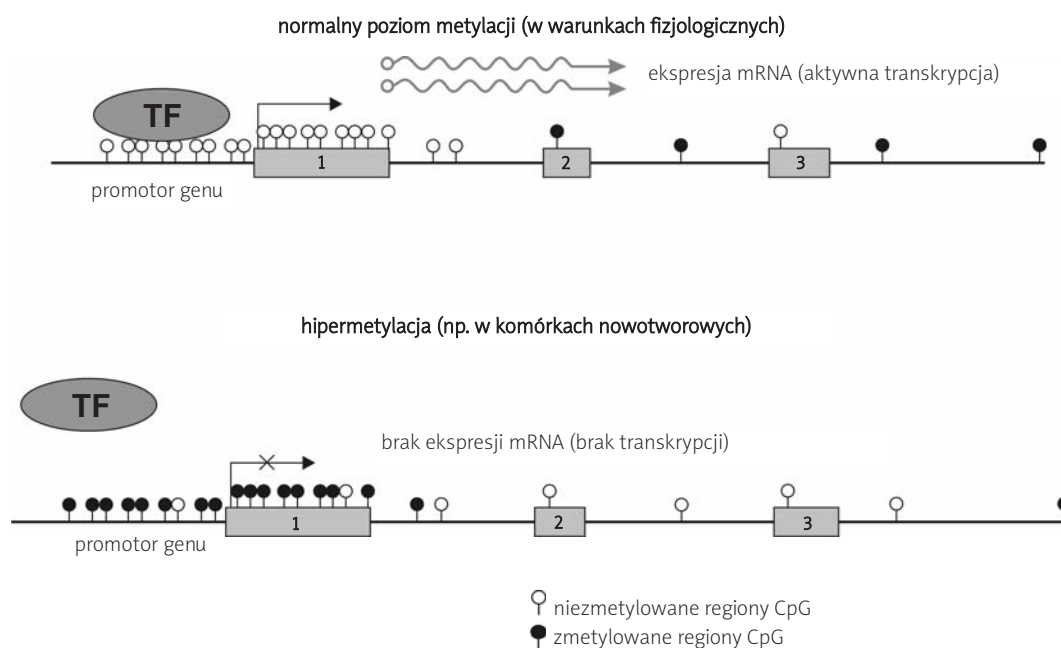 normalny poziom metylacji (w warunkach fizjologicznych)
ekspresja mRNA (aktywna transkrypcja)
TF
1
2
3
promotor genu
hipermetylacja (np. w komórkach nowotworowych)
TF
brak ekspresji mRNA (brak transkrypcji)
1
2
3
promotor genu
niezmetylowane regiony CpG
zmetylowane regiony CpG